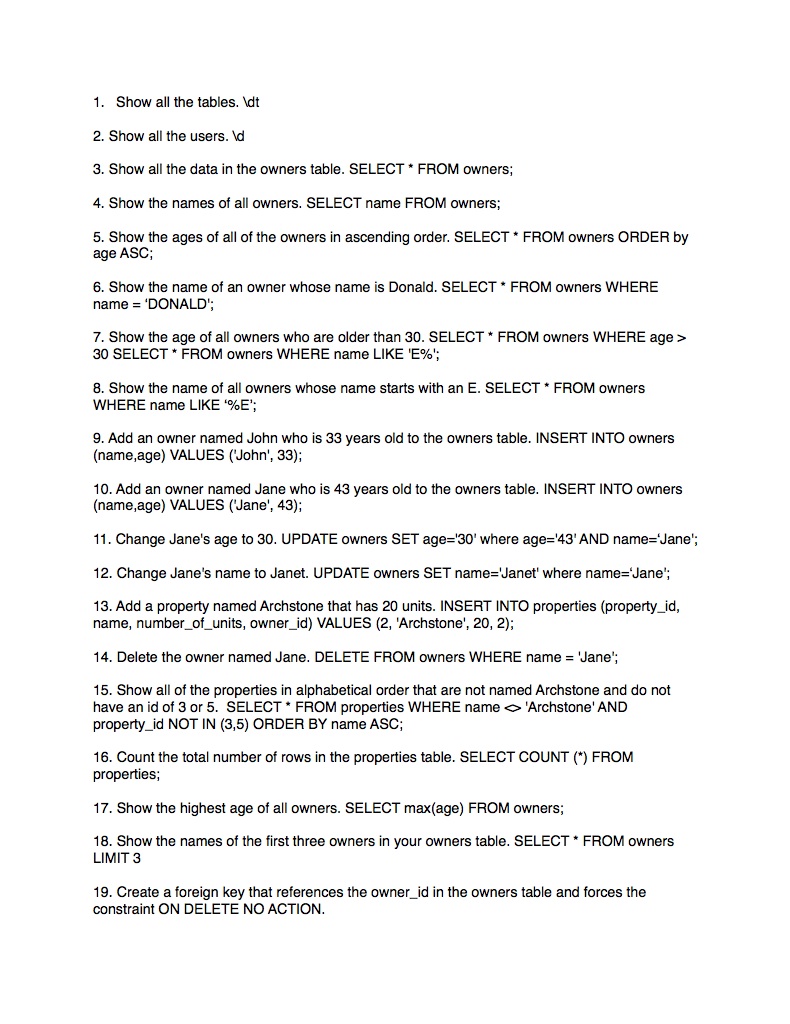 1. Show all the tables. \dt
2. Show all the users. \d
3. Show all the data in the owners table. SELECT * FROM owners;
4. Show the names of all owners. SELECT name FROM owners;
5. Show the ages of all of the owners in ascending order. SELECT * FROM owners ORDER by
age ASC;
6. Show the name of an owner whose name is Donald. SELECT * FROM owners WHERE
name = ‘DONALD';
7. Show the age of all owners who are older than 30. SELECT * FROM owners WHERE age >
30 SELECT * FROM owners WHERE name LIKE 'E%';
8. Show the name of all owners whose name starts with an E. SELECT * FROM owners
WHERE name LIKE ‘%E';
9. Add an owner named John who is 33 years old to the owners table. INSERT INTO owners
(name,age) VALUES ('John', 33);
10. Add an owner named Jane who is 43 years old to the owners table. INSERT INTO owners
(name,age) VALUES ('Jane', 43);
11. Change Jane's age to 30. UPDATE owners SET age='30' where age='43' AND name=‘Jane';
12. Change Jane's name to Janet. UPDATE owners SET name='Janet' where name=‘Jane';
13. Add a property named Archstone that has 20 units. INSERT INTO properties (property_id,
name, number_of_units, owner_id) VALUES (2, 'Archstone', 20, 2);
14. Delete the owner named Jane. DELETE FROM owners WHERE name = 'Jane';
15. Show all of the properties in alphabetical order that are not named Archstone and do not
have an id of 3 or 5.  SELECT * FROM properties WHERE name <> 'Archstone' AND
property_id NOT IN (3,5) ORDER BY name ASC;
16. Count the total number of rows in the properties table. SELECT COUNT (*) FROM
properties;
17. Show the highest age of all owners. SELECT max(age) FROM owners;
18. Show the names of the first three owners in your owners table. SELECT * FROM owners
LIMIT 3
19. Create a foreign key that references the owner_id in the owners table and forces the
constraint ON DELETE NO ACTION.